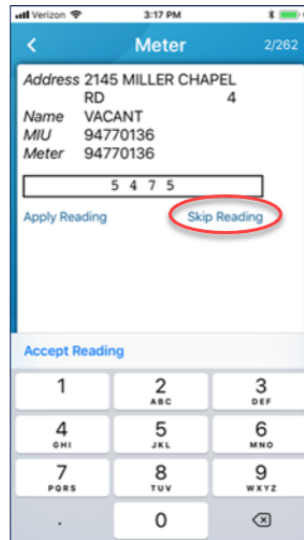 Verizon 3:17 PM
Meter 2/262
Address 2145 MILLER CHAPEL
RD 4
Name VACANT
MIU 94770136
Meter 94770136
5 4 7 5
Apply Reading Skip Reading
Accept Reading
1 2 3
ABC DEF
4 5 6
GHI JKL MNO
7 8 9
PQRS TUV WXYZ
. 0